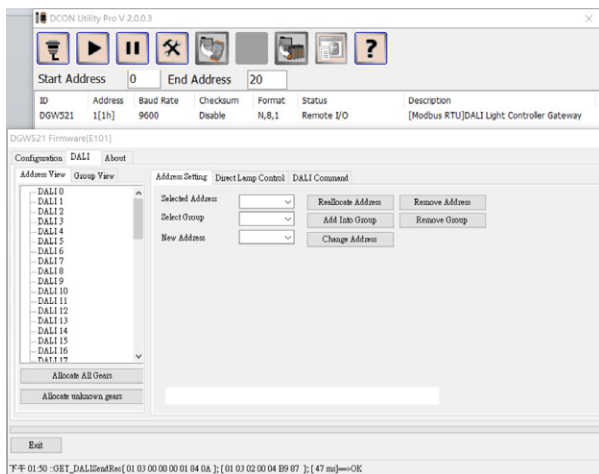 DCON Utility Pro V 2.0.0.3
Start Address 0 End Address 20
ID Address Baud Rate Checksum Format Status Description
DGW521 1[1h] 9600 Disable N,8,1 Remote I/O [Modbus RTU]DALI Light Controller Gateway
DGW521 Firmware[E101]
Configuration DALI About
Address View Group View
Address Setting Direct Lamp Control DALI Command
DALI 0
DALI 1
DALI 2
DALI 3
DALI 4
DALI 5
DALI 6
DALI 7
DALI 8
DALI 9
DALI 10
DALI 11
DALI 12
DALI 13
DALI 14
DALI 15
DALI 16
DALI 17
Allocate All Gears
Allocate unknown gears
Selected Address Reallocate Address Remove Address
Select Group Add Into Group Remove Group
New Address Change Address
Exit
下午 01:50 ::GET_DALISendRec[ 01 03 00 00 00 01 84 0A ]; [ 01 03 02 00 04 B9 87 ]; [ 47 ms]==>OK